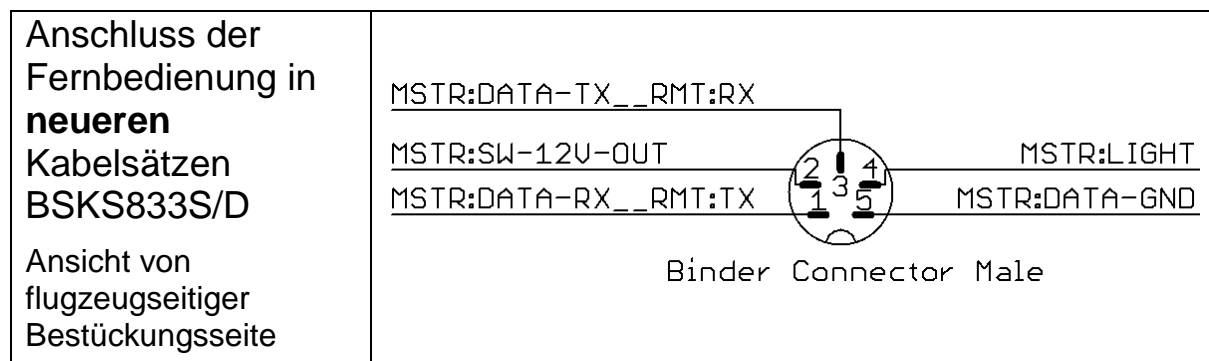 Anschluss der
Fernbedienung in
neueren
Kabelsätzen
BSKS833S/D
Ansicht von
flugzeugseitiger
Bestückungsseite
MSTR:DATA-TX__RMT:RX
MSTR:SW-12V-OUT
MSTR:LIGHT
MSTR:DATA-RX__RMT:TX
MSTR:DATA-GND
2 3 4
1 5
Binder Connector Male